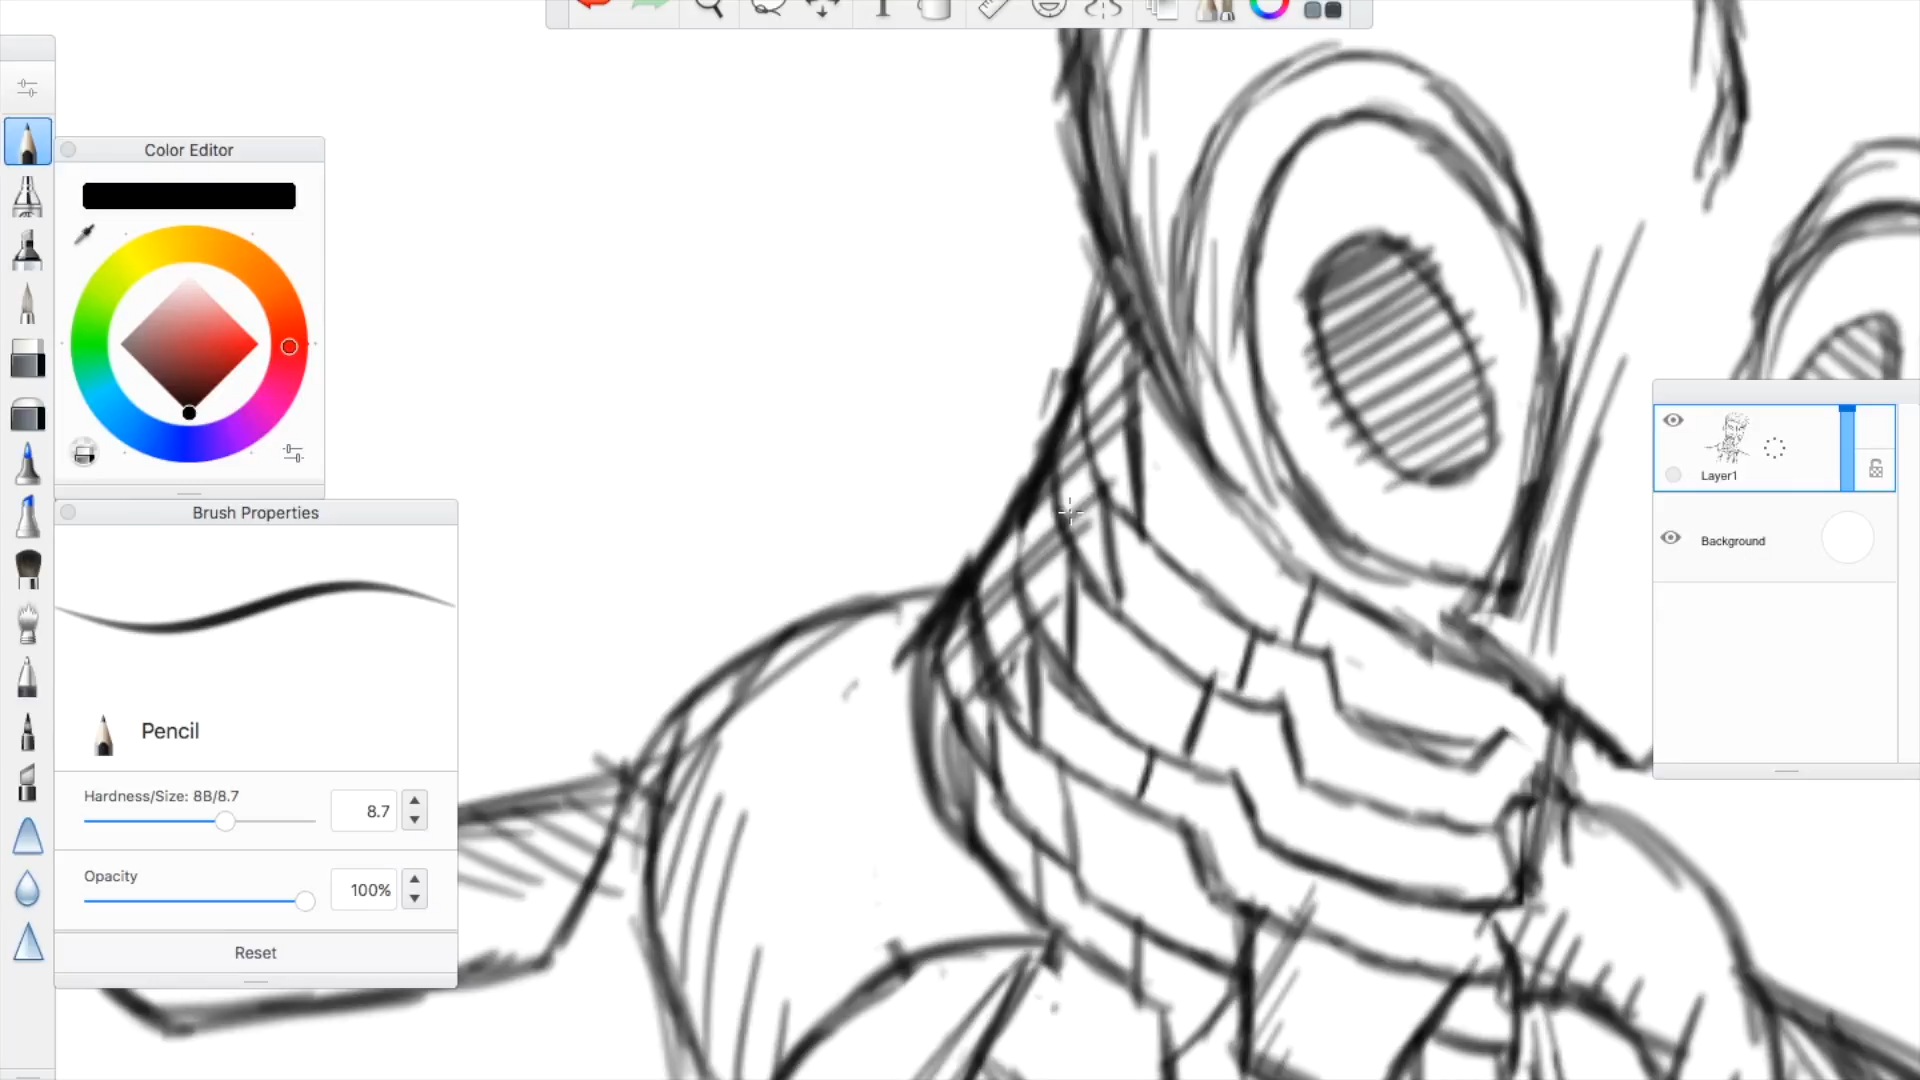 Color Editor
Brush Properties
Pencil
Hardness/Size: 8B/8.7
8.7
Opacity
100%
Reset
Layer1
Background